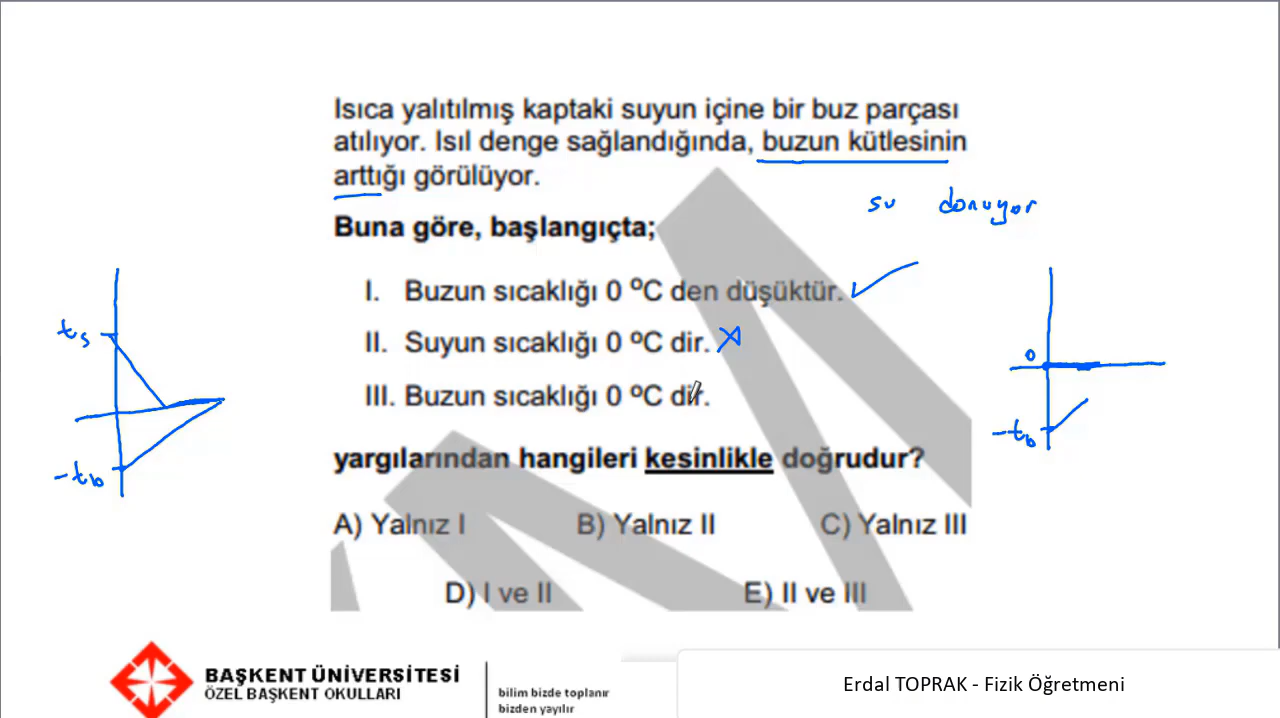 Isıca yalıtılmış kaptaki suyun içine bir buz parçası
atılıyor. Isıl denge sağlandığında, buzun kütlesinin
arttığı görülüyor.
su donuyor
Buna göre, başlangıçta;
I. Buzun sıcaklığı 0 ºC den düşüktür.
II. Suyun sıcaklığı 0 ºC dir.
III. Buzun sıcaklığı 0 ºC dir.
ts
-tb
0
-tb
yargılarından hangileri kesinlikle doğrudur?
A) Yalnız I B) Yalnız II C) Yalnız III
D) I ve II E) II ve III
BAŞKENT ÜNİVERSİTESİ
ÖZEL BAŞKENT OKULLARI
bilim bizde toplanır
bizden yayılır
Erdal TOPRAK - Fizik Öğretmeni